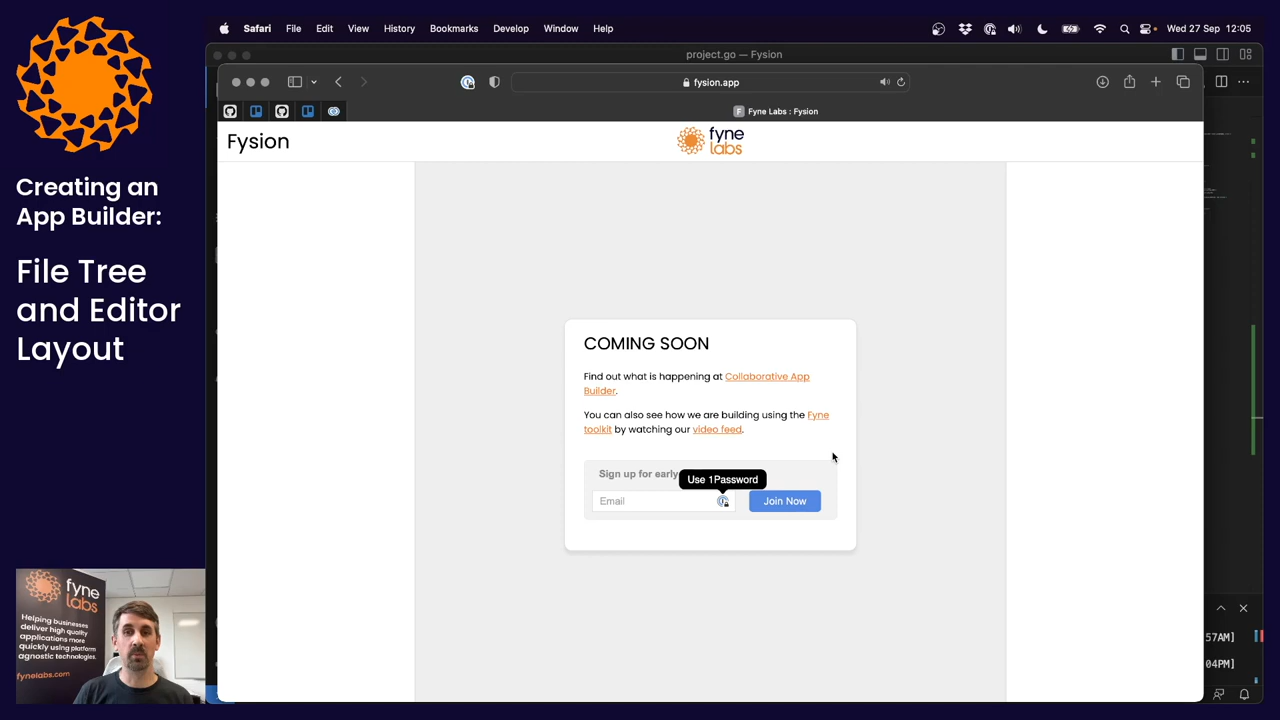 Creating an
App Builder:
File Tree
and Editor
Layout
fyne
labs
Helping businesses
deliver high quality
applications more
quickly using platform
agnostic technologies.
fynelabs.com
Safari File Edit View History Bookmarks Develop Window Help
Wed 27 Sep 12:05
project.go — Fysion
fysion.app
F Fyne Labs : Fysion
Fysion
fyne
labs
COMING SOON
Find out what is happening at Collaborative App
Builder.
You can also see how we are building using the Fyne
toolkit by watching our video feed.
Sign up for early
Use 1Password
Email
Join Now
57AM]
04PM]